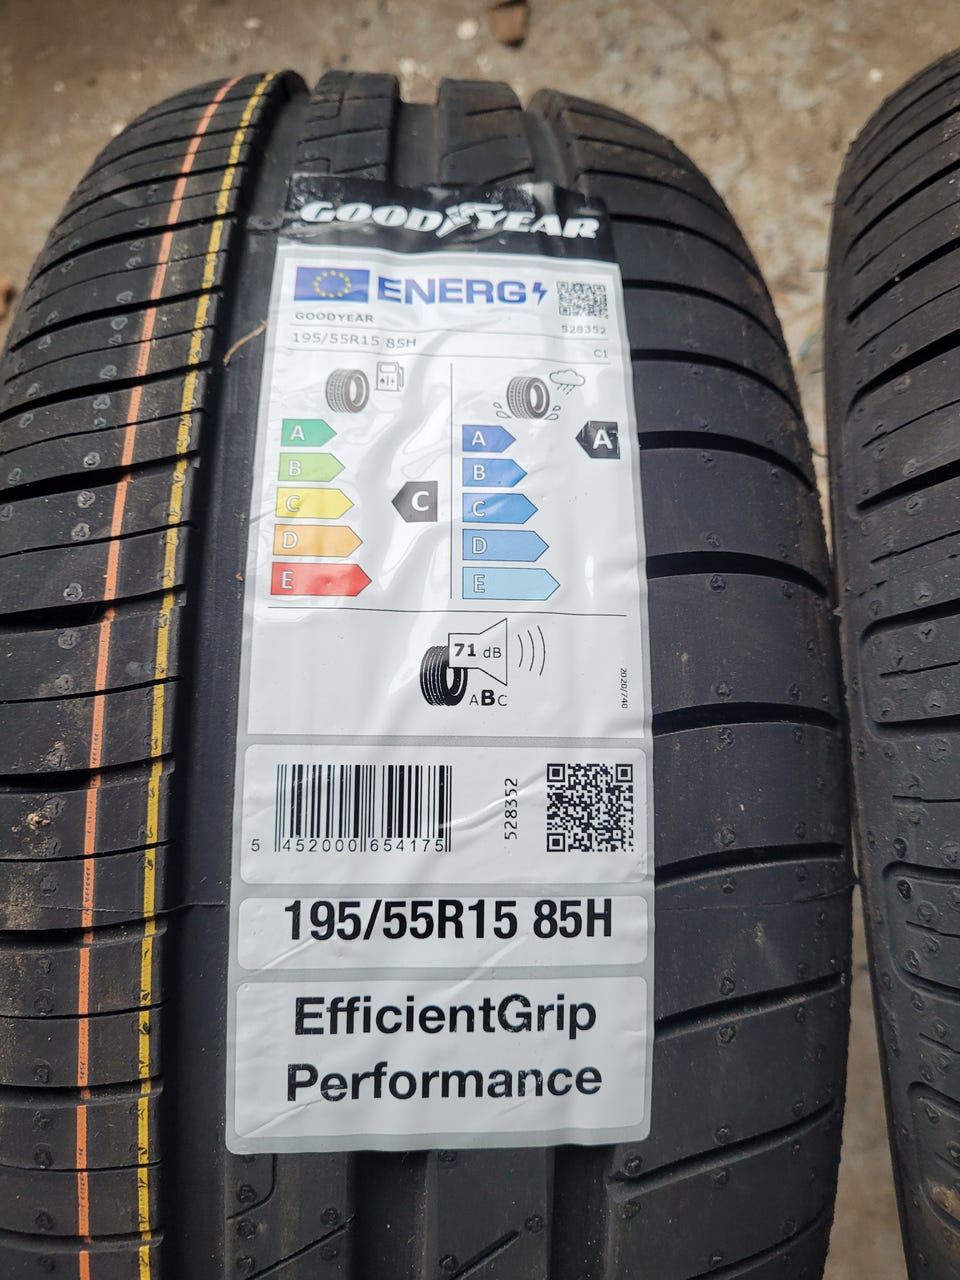 GOODYEAR
ENERG
GOODYEAR
528352
195/55R15 85H
C1
A
B
C
D
E
C
A
B
C
D
E
A
71 dB
ABC
2020/740
528352
5 452000 654175
195/55R15 85H
EfficientGrip
Performance